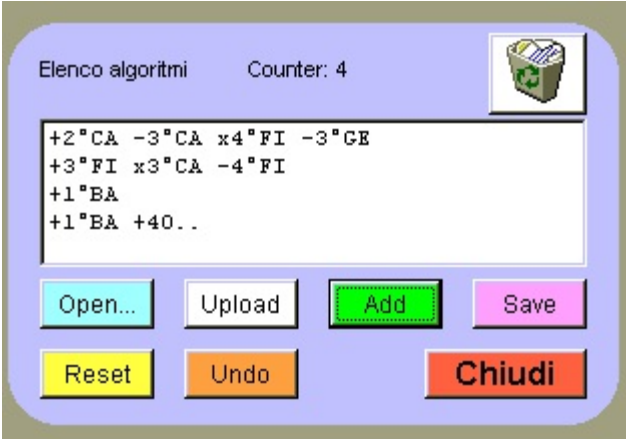 Elenco algoritmi Counter: 4
+2°CA -3°CA x4°FI -3°GE
+3°FI x3°CA -4°FI
+1°BA
+1°BA +40..
Open... Upload Add Save
Reset Undo Chiudi